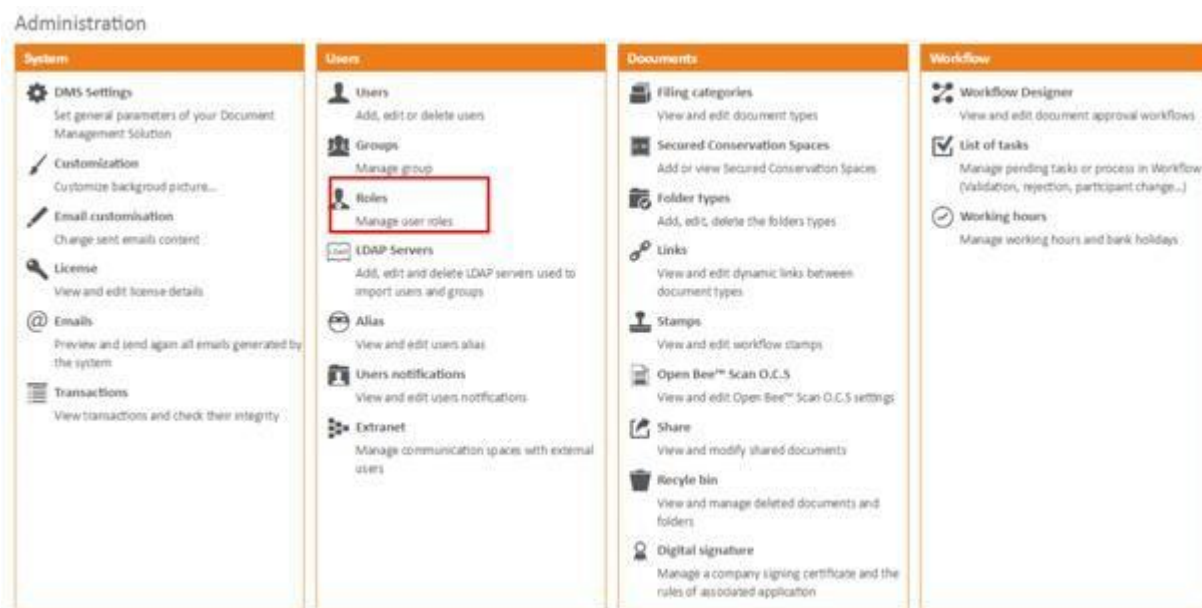 Administration
System
DMS Settings
Set general parameters of your Document
Management Solution
Customization
Customize backgroud picture...
Email customisation
Change sent emails content
License
View and edit license details
Emails
Preview and send again all emails generated by
the system
Transactions
View transactions and check their integrity
Users
Users
Add, edit or delete users
Groups
Manage group
Roles
Manage user roles
LDAP Servers
Add, edit and delete LDAP servers used to
import users and groups
Alias
View and edit users alias
Users notifications
View and edit users notifications
Extranet
Manage communication spaces with external
users
Documents
Filing categories
View and edit document types
Secured Conservation Spaces
Add or view Secured Conservation Spaces
Folder types
Add, edit, delete the folders types
Links
View and edit dynamic links between
document types
Stamps
View and edit workflow stamps
Open Bee™ Scan O.C.S
View and edit Open Bee™ Scan O.C.S settings
Share
View and modify shared documents
Recyle bin
View and manage deleted documents and
folders
Digital signature
Manage a company signing certificate and the
rules of associated application
Workflow
Workflow Designer
View and edit document approval workflows
List of tasks
Manage pending tasks or process in Workflow
(Validation, rejection, participant change...)
Working hours
Manage working hours and bank holidays